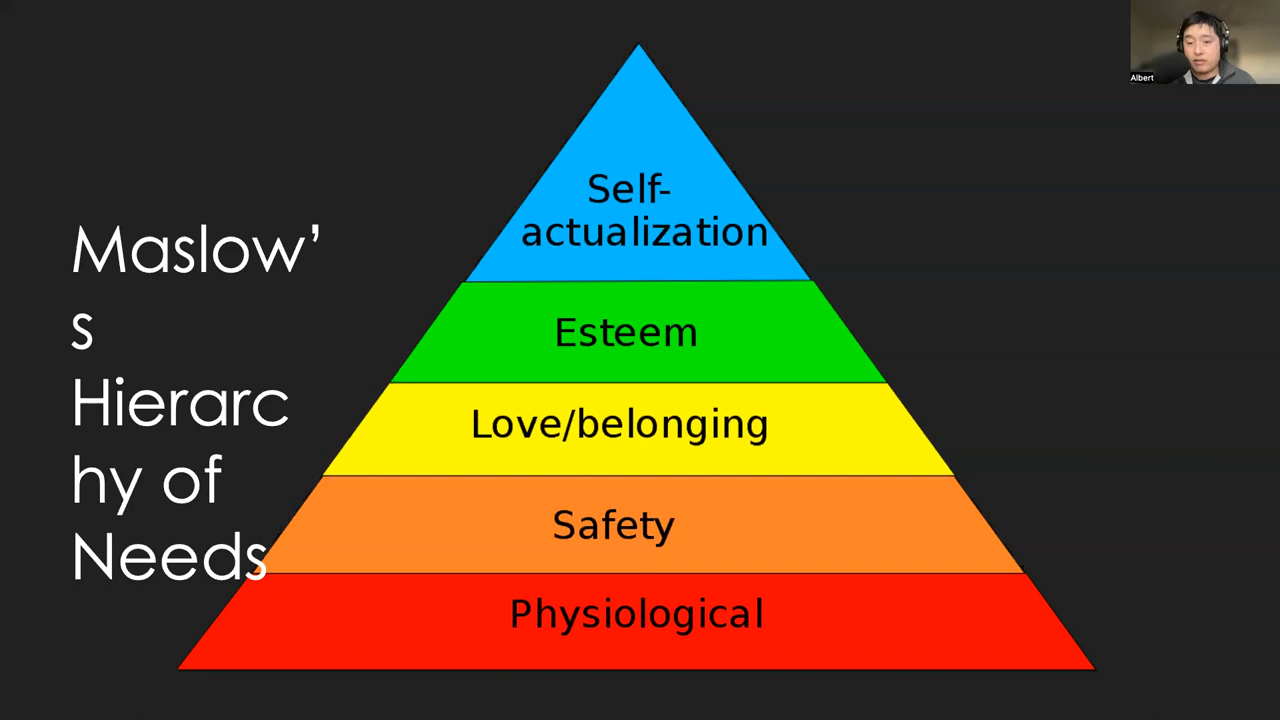 Maslow’
s
Hierarc
hy of
Needs
Self-
actualization
Esteem
Love/belonging
Safety
Physiological
Albert